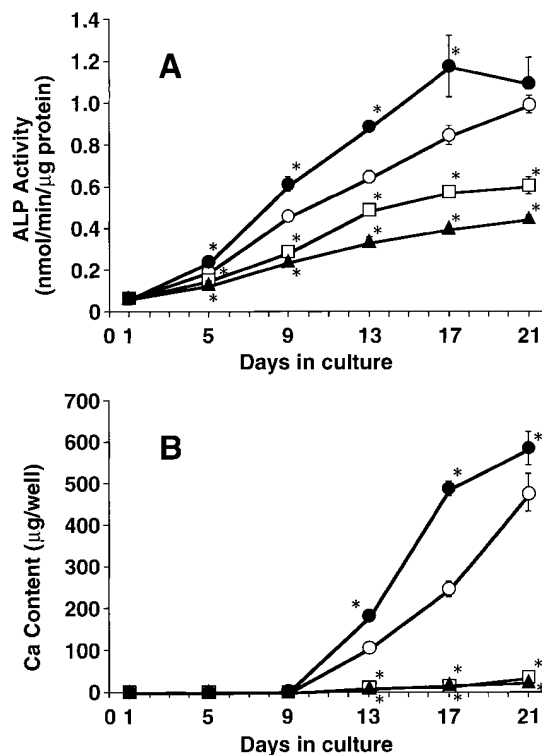 A
ALP Activity
(nmol/min/µg protein)
1.4
1.2
1.0
0.8
0.6
0.4
0.2
0
* * * *
* * * * *
* * * * *
0 1 5 9 13 17 21
Days in culture
B
Ca Content (µg/well)
700
600
500
400
300
200
100
0
* * *
* * *
* * *
0 1 5 9 13 17 21
Days in culture